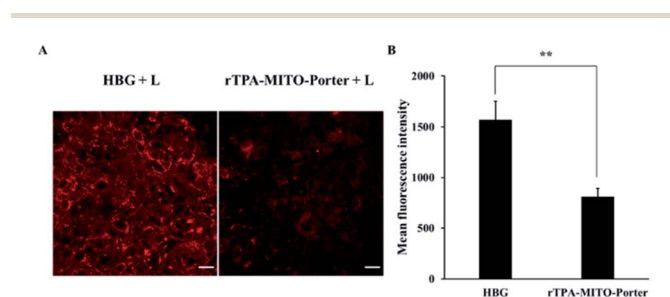 A
B
HBG + L
rTPA-MITO-Porter + L
**
Mean fluorescence intensity
2000
1500
1000
500
0
HBG
rTPA-MITO-Porter